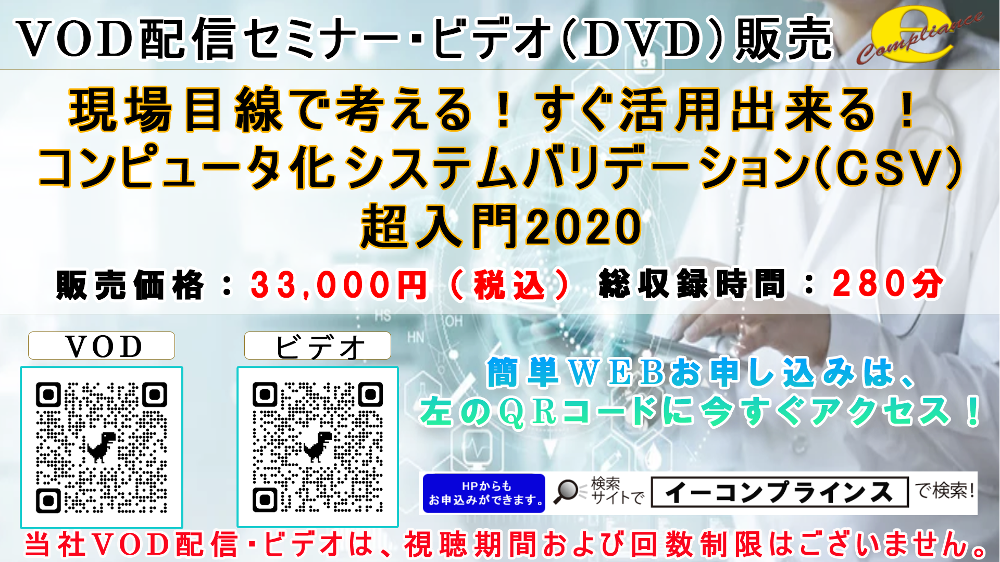 VOD配信セミナー・ビデオ（DVD）販売
e Compliance
現場目線で考える！すぐ活用出来る！
コンピュータ化システムバリデーション(CSV)
超入門2020
販売価格：33,000円（税込） 総収録時間：280分
HS
OH
HN
VOD
ビデオ
簡単WEBお申し込みは、
左のQRコードに今すぐアクセス！
HPからも
お申込みができます。
検索
サイトで
イーコンプラインス
で検索!
当社VOD配信・ビデオは、視聴期間および回数制限はございません。